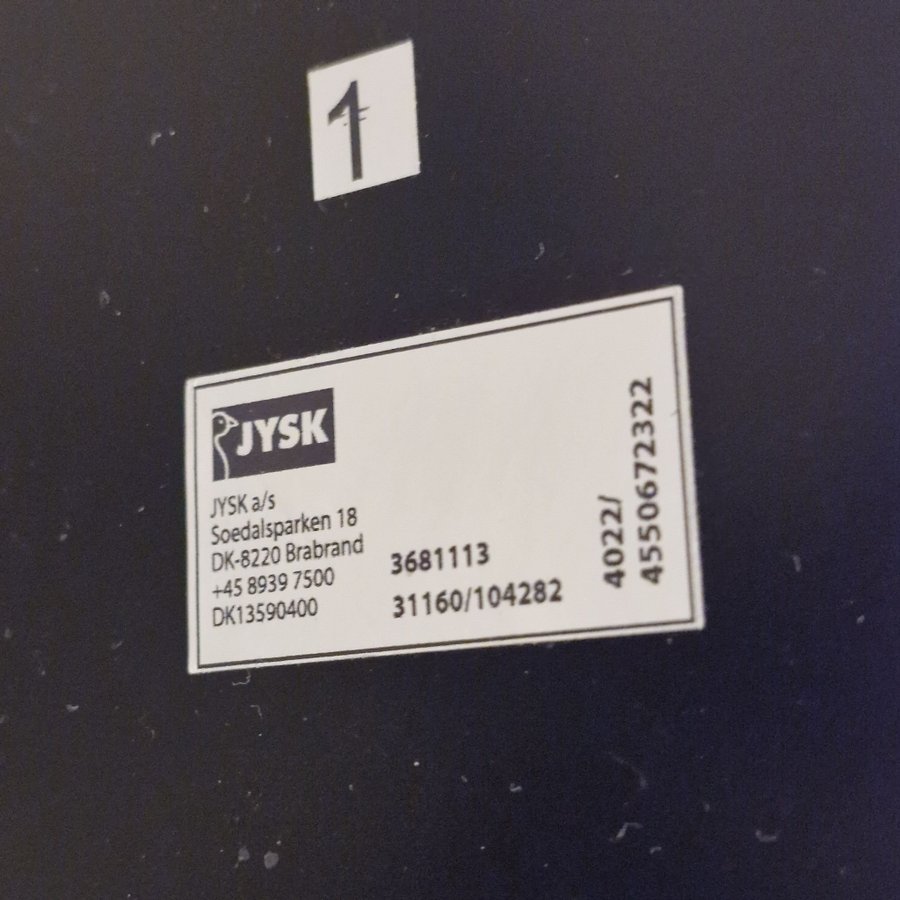 1
JYSK
JYSK a/s
Soedalsparken 18
DK-8220 Brabrand
+45 8939 7500
DK13590400
3681113
31160/104282
4022/
4550672322